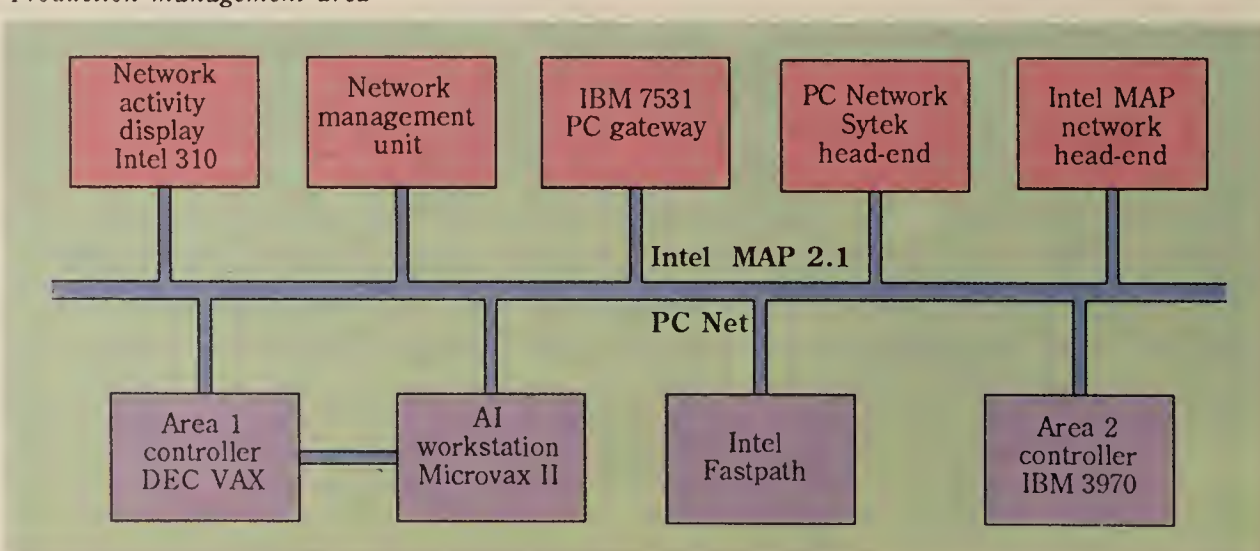 Production management area
Network
activity
display
Intel 310
Network
management
unit
IBM 7531
PC gateway
PC Network
Sytek
head-end
Intel MAP
network
head-end
Intel MAP 2.1
PC Net
Area 1
controller
DEC VAX
AI
workstation
Microvax II
Intel
Fastpath
Area 2
controller
IBM 3970